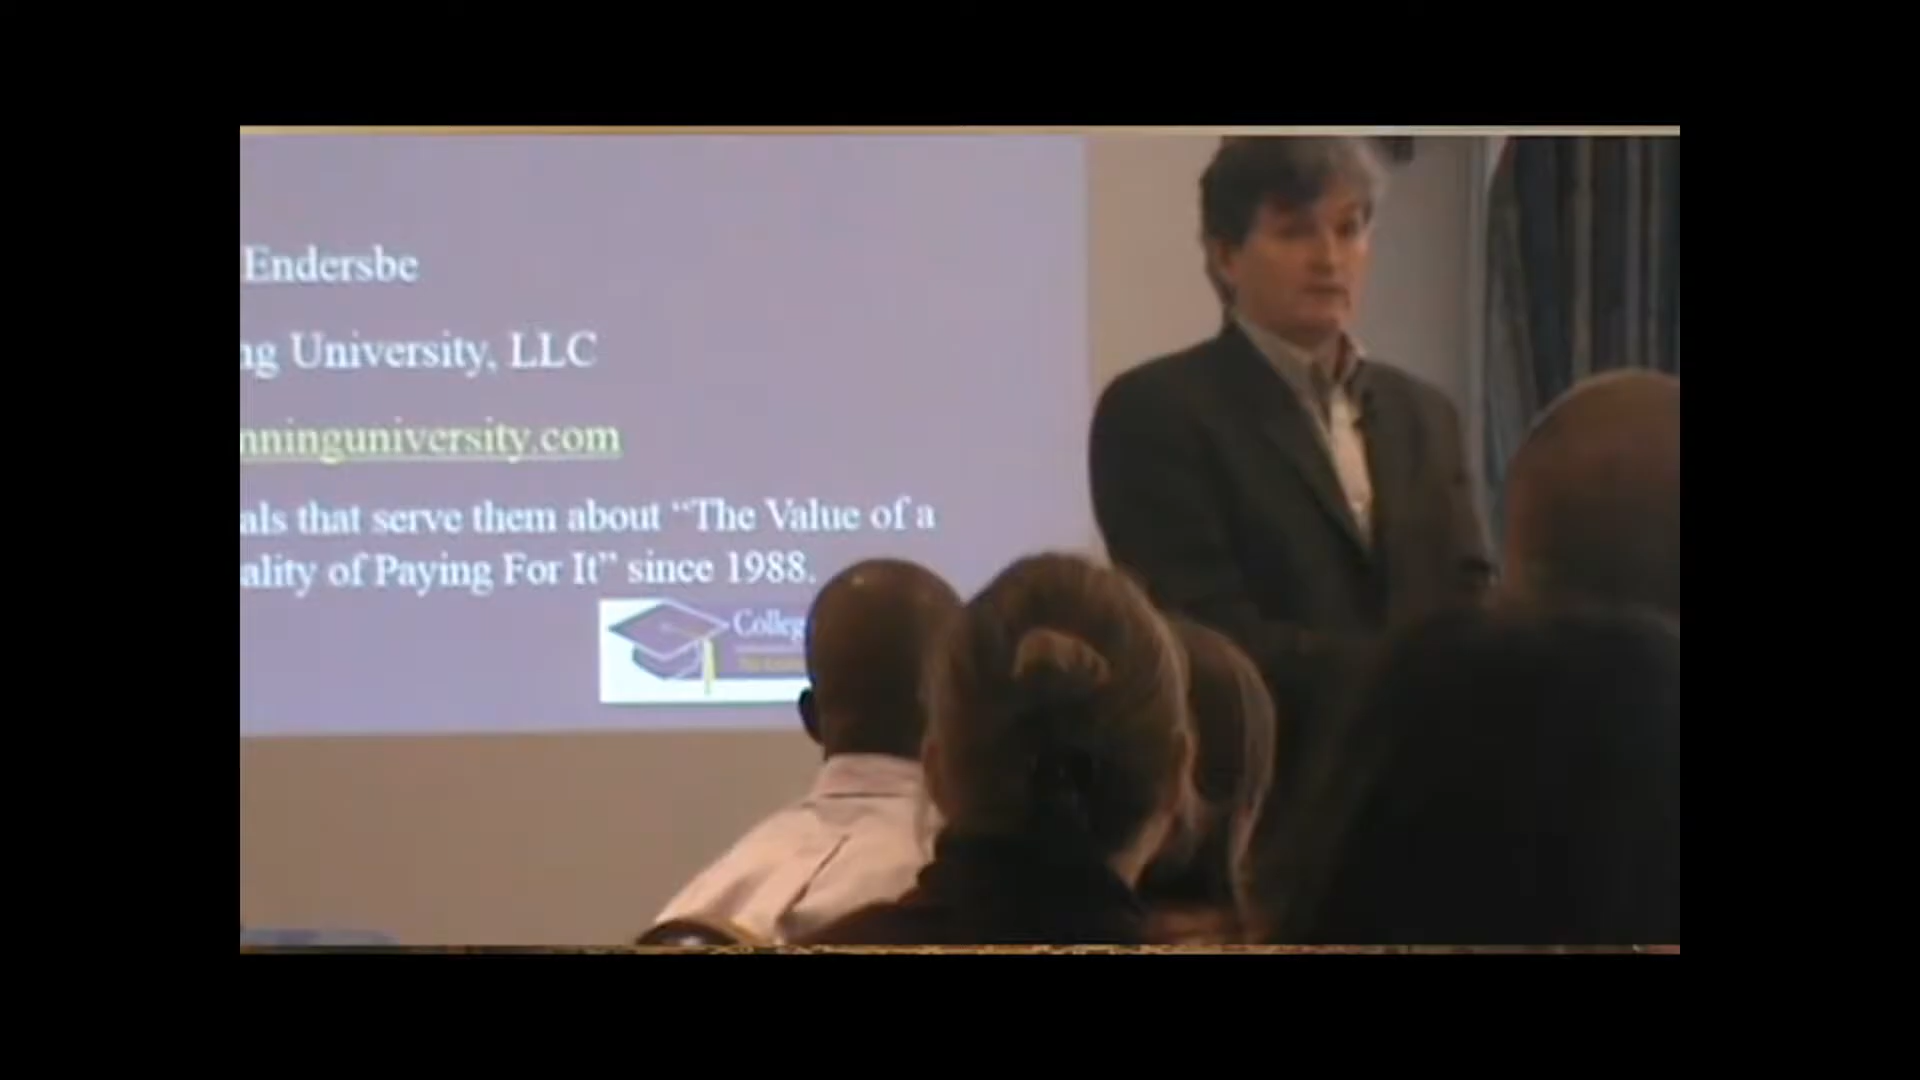 Endersbe
ng University, LLC
nninguniversity.com
als that serve them about “The Value of a
ality of Paying For It” since 1988.
Colleg